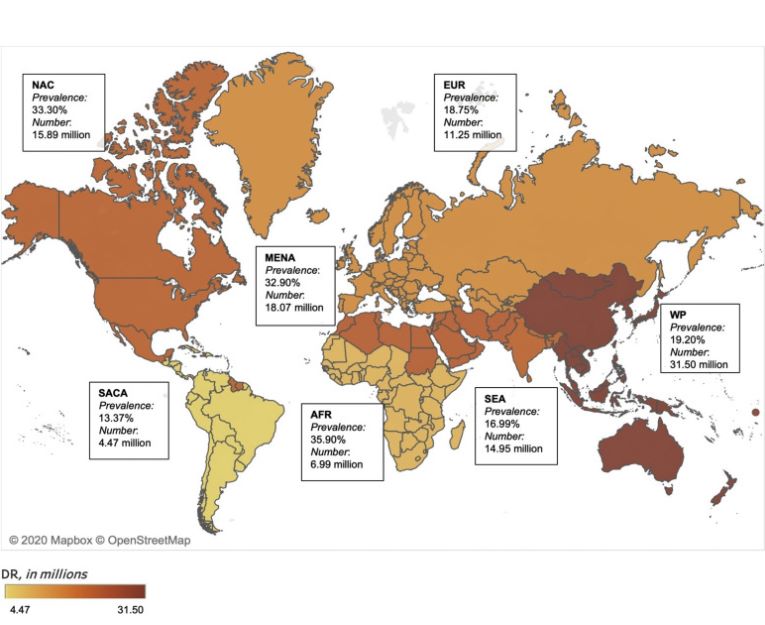 NAC
Prevalence:
33.30%
Number:
15.89 million
EUR
Prevalence:
18.75%
Number:
11.25 million
MENA
Prevalence:
32.90%
Number:
18.07 million
WP
Prevalence:
19.20%
Number:
31.50 million
SACA
Prevalence:
13.37%
Number:
4.47 million
AFR
Prevalence:
35.90%
Number:
6.99 million
SEA
Prevalence:
16.99%
Number:
14.95 million
© 2020 Mapbox © OpenStreetMap
DR, in millions
4.47 31.50